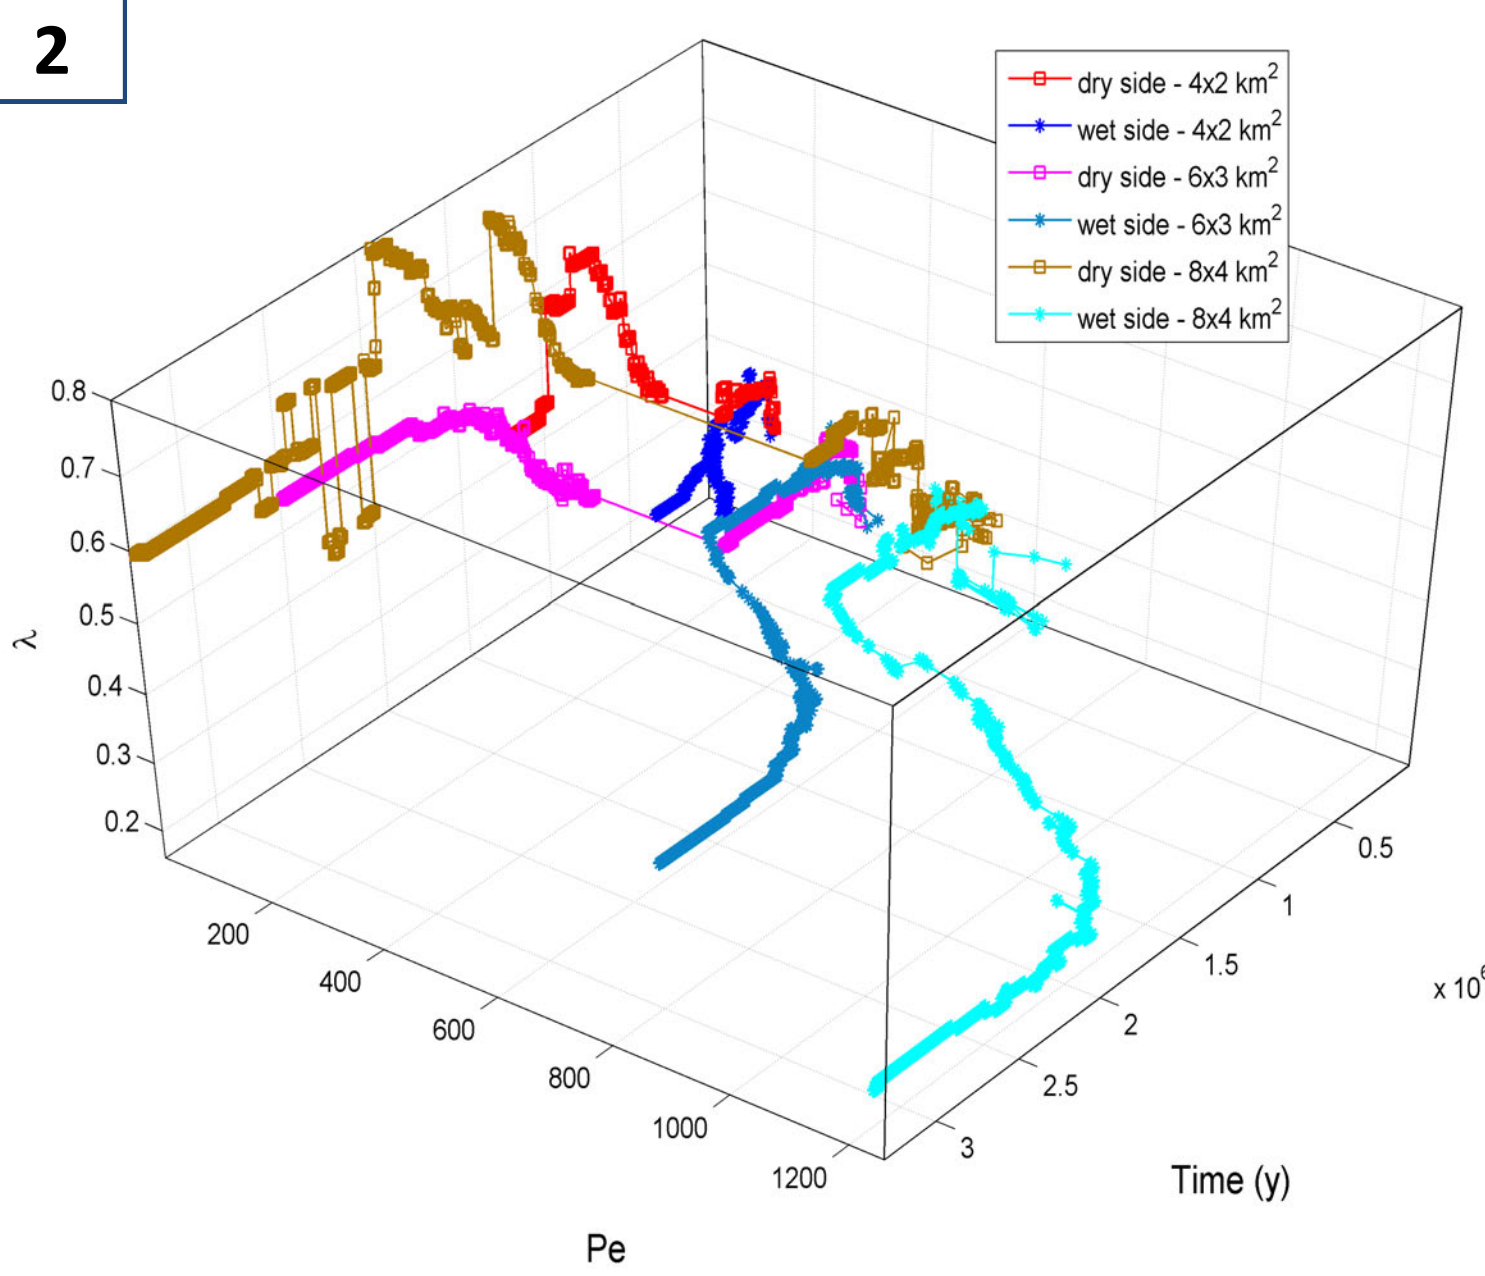 2
dry side - 4x2 km²
wet side - 4x2 km²
dry side - 6x3 km²
wet side - 6x3 km²
dry side - 8x4 km²
wet side - 8x4 km²
0.8
0.7
0.6
0.5
0.4
0.3
0.2
λ
200
400
600
800
1000
1200
Pe
0.5
1
1.5
2
2.5
3
x 10⁶
Time (y)